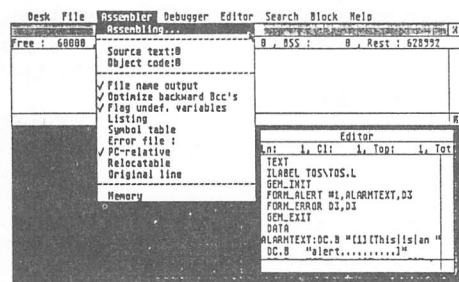 Desk File Assembler Debugger Editor Search Block Help
Assembling...
Free : 60000 , 0 , BSS : 0 , Rest : 628992
Source text:0
Object code:0
✓ File name output
✓ Optimize backward Bcc's
✓ Flag undef. variables
Listing
Symbol table
Error file :
✓ PC-relative
Relocatable
Original line
Memory
Editor
Ln: 1, Cl: 1, Top: 1, Tot
TEXT
ILABEL TOS\TOS.L
GEM_INIT
FORM_ALERT #1,ALARMTEXT,D3
FORM_ERROR D3,D3
GEM_EXIT
DATA
ALARMTEXT:DC.B "[1][This|is|an "
DC.B "alert..........]"